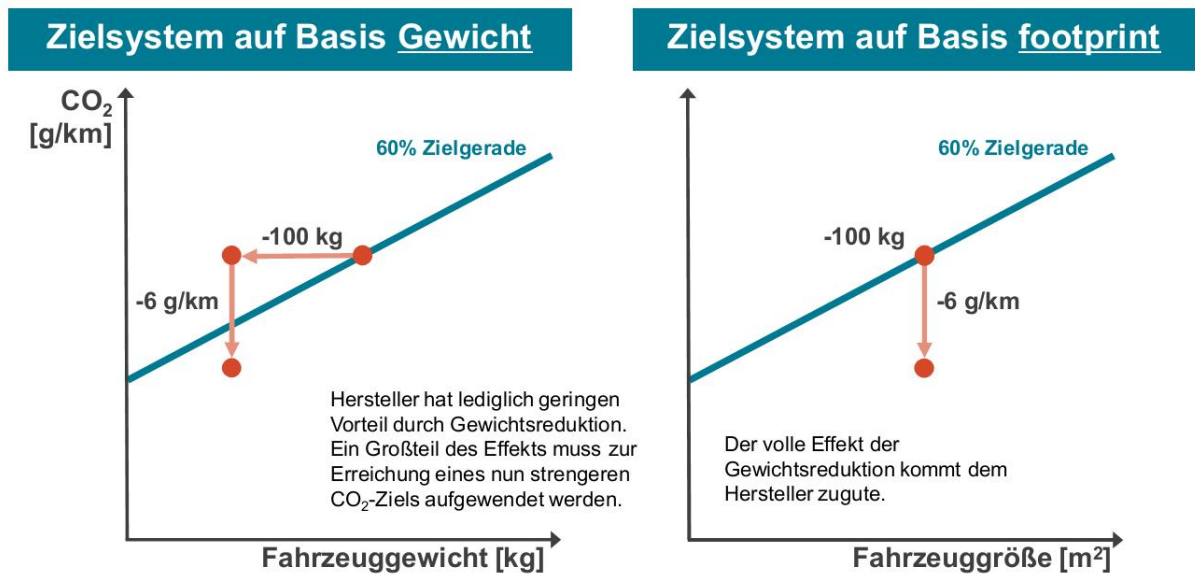 Zielsystem auf Basis Gewicht
CO₂
[g/km]
60% Zielgerade
-100 kg
-6 g/km
Hersteller hat lediglich geringen
Vorteil durch Gewichtsreduktion.
Ein Großteil des Effekts muss zur
Erreichung eines nun strengeren
CO₂-Ziels aufgewendet werden.
Fahrzeuggewicht [kg]
Zielsystem auf Basis footprint
60% Zielgerade
-100 kg
-6 g/km
Der volle Effekt der
Gewichtsreduktion kommt dem
Hersteller zugute.
Fahrzeuggröße [m²]